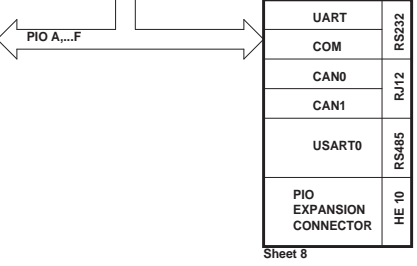 PIO A,...F
UART
COM
RS232
CAN0
CAN1
RJ12
USART0
RS485
PIO
EXPANSION
CONNECTOR
HE 10
Sheet 8